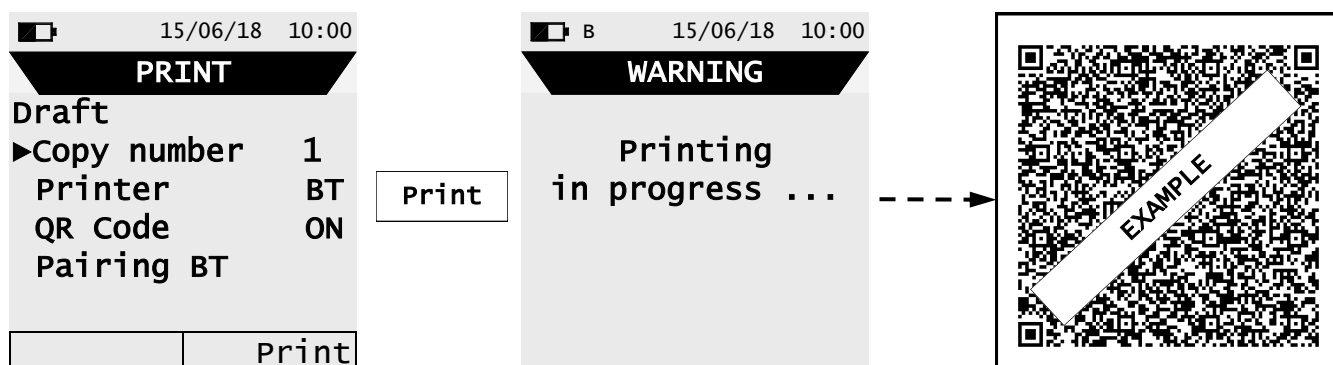 15/06/18 10:00
PRINT
Draft
►Copy number 1
Printer BT
QR Code ON
Pairing BT
Print
Print
B 15/06/18 10:00
WARNING
Printing
in progress ...
EXAMPLE